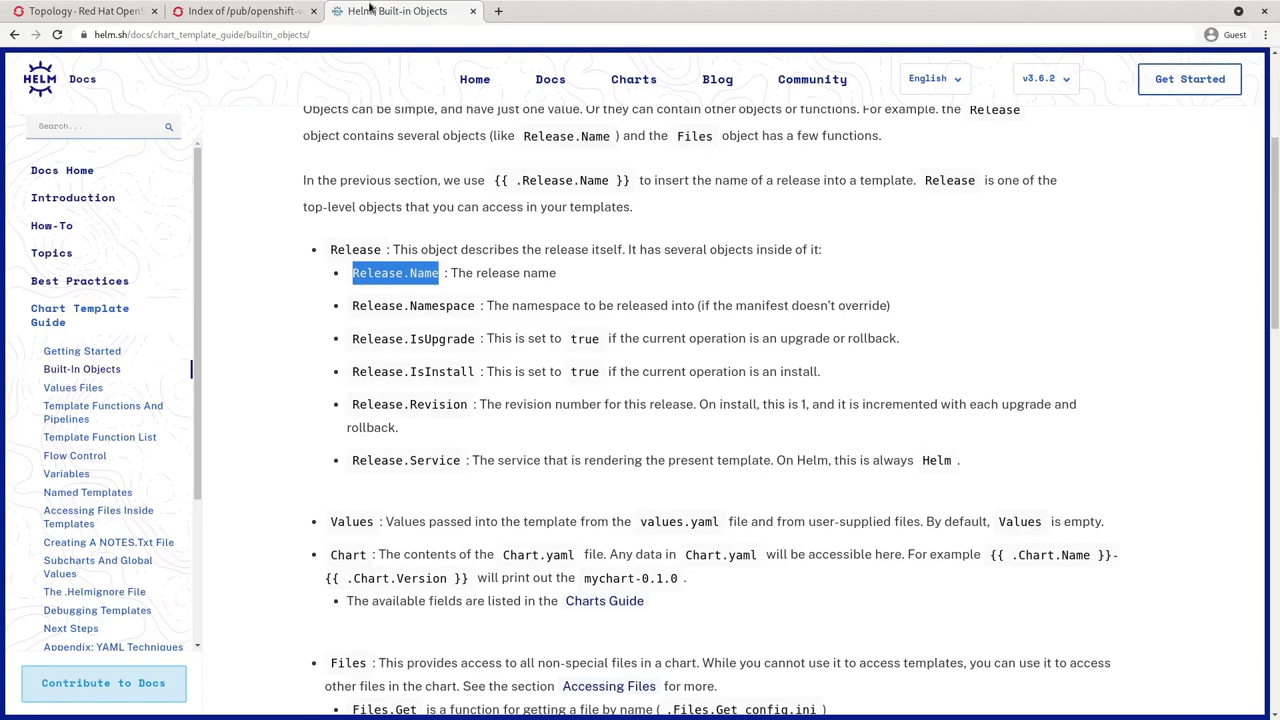 Topology · Red Hat OpenS
Index of /pub/openshift-v
Helm | Built-in Objects
helm.sh/docs/chart_template_guide/builtin_objects/
Guest
HELM Docs
Home
Docs
Charts
Blog
Community
English
v3.6.2
Get Started
Search...
Docs Home
Introduction
How-To
Topics
Best Practices
Chart Template
Guide
Getting Started
Built-In Objects
Values Files
Template Functions And
Pipelines
Template Function List
Flow Control
Variables
Named Templates
Accessing Files Inside
Templates
Creating A NOTES.Txt File
Subcharts And Global
Values
The .Helmignore File
Debugging Templates
Next Steps
Appendix: YAML Techniques
Contribute to Docs
Objects can be simple, and have just one value. Or they can contain other objects or functions. For example. the Release
object contains several objects (like Release.Name ) and the Files object has a few functions.
In the previous section, we use {{ .Release.Name }} to insert the name of a release into a template. Release is one of the
top-level objects that you can access in your templates.
• Release : This object describes the release itself. It has several objects inside of it:
• Release.Name : The release name
• Release.Namespace : The namespace to be released into (if the manifest doesn’t override)
• Release.IsUpgrade : This is set to true if the current operation is an upgrade or rollback.
• Release.IsInstall : This is set to true if the current operation is an install.
• Release.Revision : The revision number for this release. On install, this is 1, and it is incremented with each upgrade and
rollback.
• Release.Service : The service that is rendering the present template. On Helm, this is always Helm .
• Values : Values passed into the template from the values.yaml file and from user-supplied files. By default, Values is empty.
• Chart : The contents of the Chart.yaml file. Any data in Chart.yaml will be accessible here. For example {{ .Chart.Name }}-
{{ .Chart.Version }} will print out the mychart-0.1.0 .
• The available fields are listed in the Charts Guide
• Files : This provides access to all non-special files in a chart. While you cannot use it to access templates, you can use it to access
other files in the chart. See the section Accessing Files for more.
• Files.Get is a function for getting a file by name ( .Files.Get config.ini )